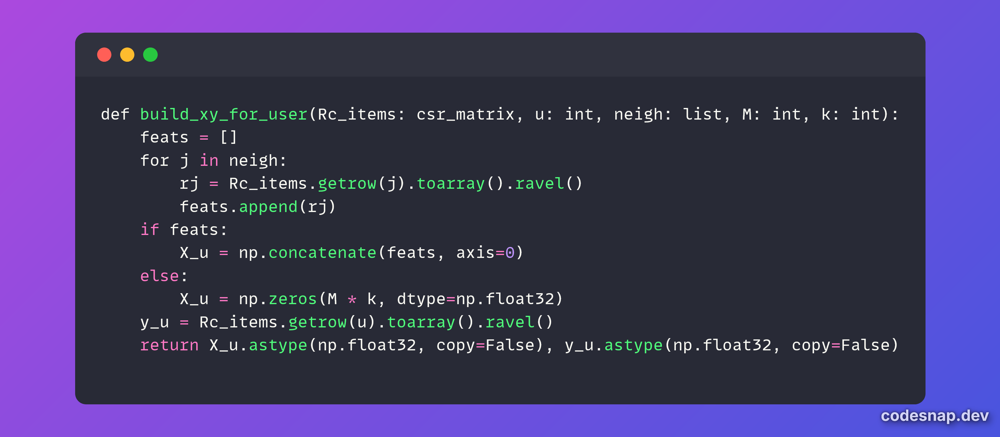 def build_xy_for_user(Rc_items: csr_matrix, u: int, neigh: list, M: int, k: int):
    feats = []
    for j in neigh:
        rj = Rc_items.getrow(j).toarray().ravel()
        feats.append(rj)
    if feats:
        X_u = np.concatenate(feats, axis=0)
    else:
        X_u = np.zeros(M * k, dtype=np.float32)
    y_u = Rc_items.getrow(u).toarray().ravel()
    return X_u.astype(np.float32, copy=False), y_u.astype(np.float32, copy=False)
codesnap.dev